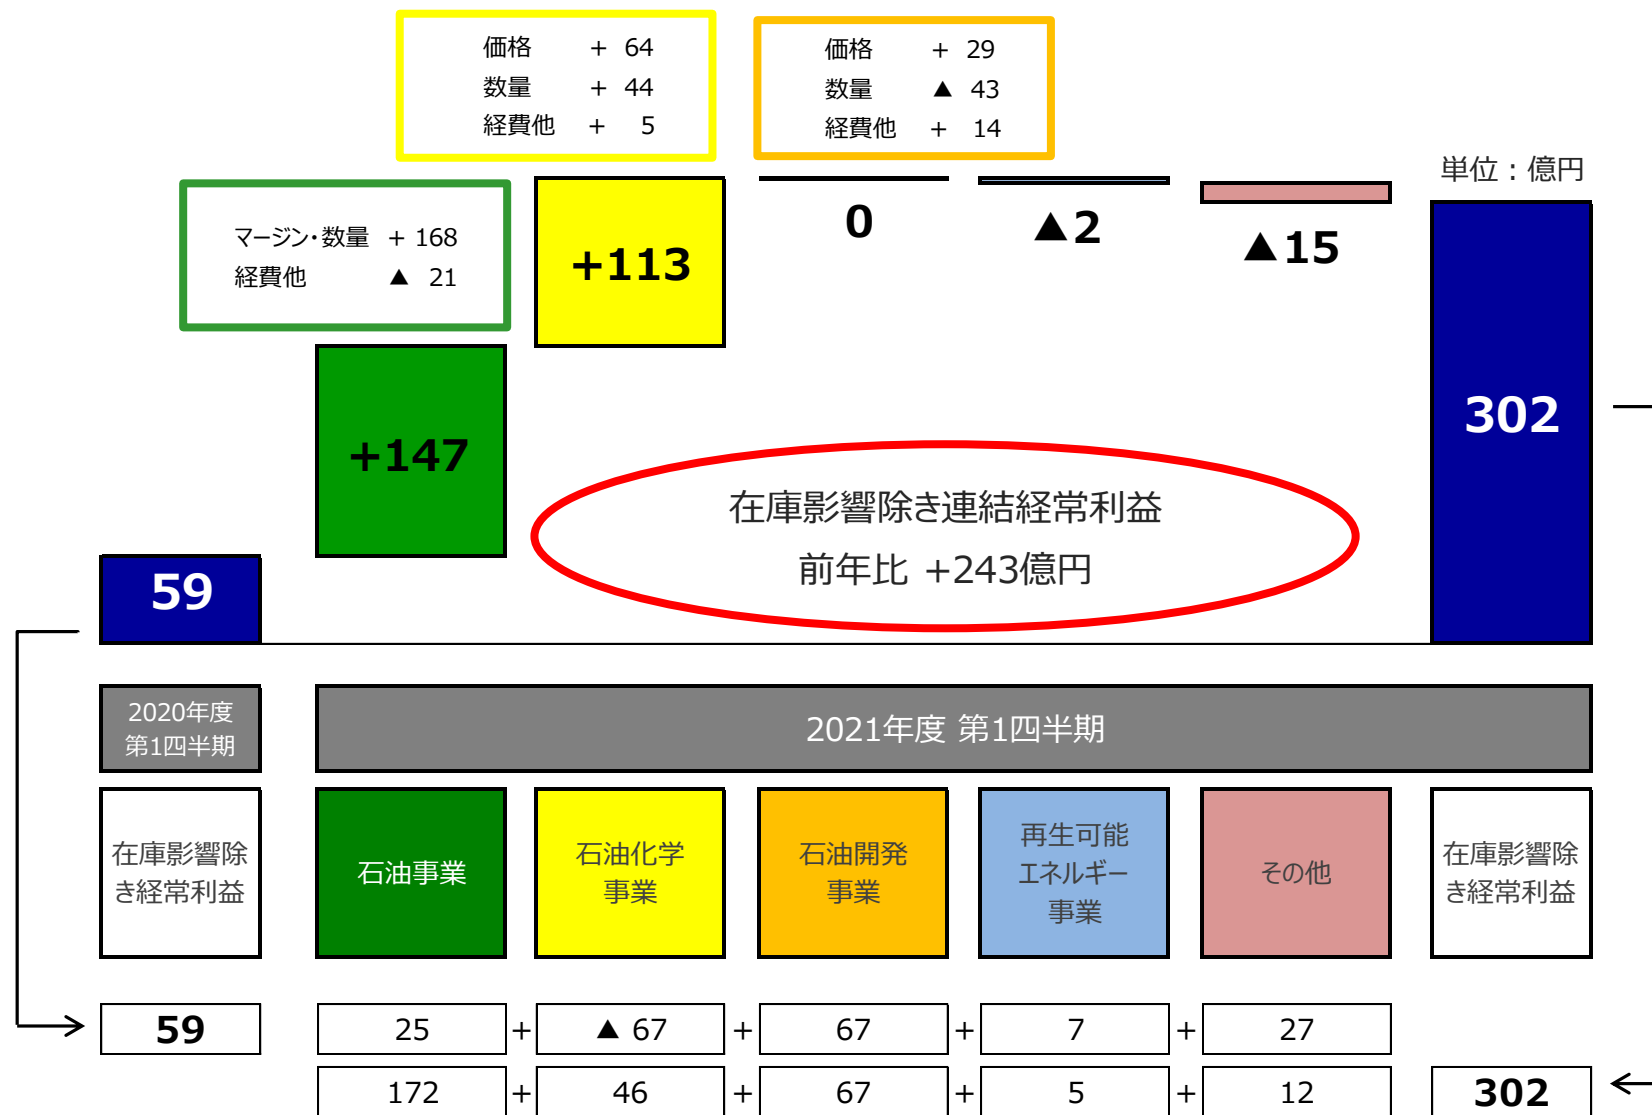 価格 + 64
数量 + 44
経費他 + 5
価格 + 29
数量 ▲ 43
経費他 + 14
単位：億円
マージン・数量 + 168
経費他 ▲ 21
+113
0
▲2
▲15
302
+147
在庫影響除き連結経常利益
前年比 +243億円
59
2020年度
第1四半期
2021年度 第1四半期
在庫影響除
き経常利益
石油事業
石油化学
事業
石油開発
事業
再生可能
エネルギー
事業
その他
在庫影響除
き経常利益
59 25 + ▲ 67 + 67 + 7 + 27
172 + 46 + 67 + 5 + 12 302